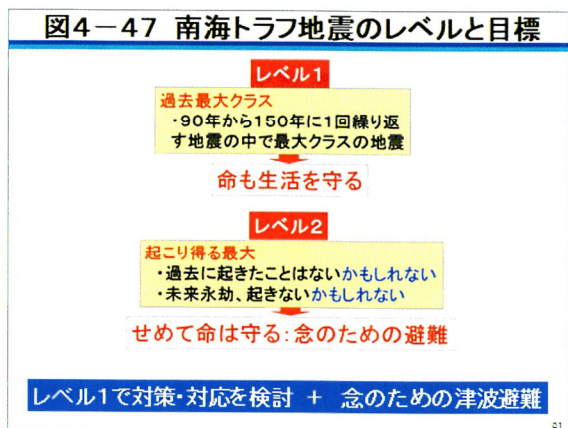 図4－47 南海トラフ地震のレベルと目標
レベル1
過去最大クラス
・90年から150年に1回繰り返
す地震の中で最大クラスの地震
命も生活を守る
レベル2
起こり得る最大
・過去に起きたことはないかもしれない
・未来永劫、起きないかもしれない
せめて命は守る:念のための避難
レベル1で対策・対応を検討 ＋ 念のための津波避難